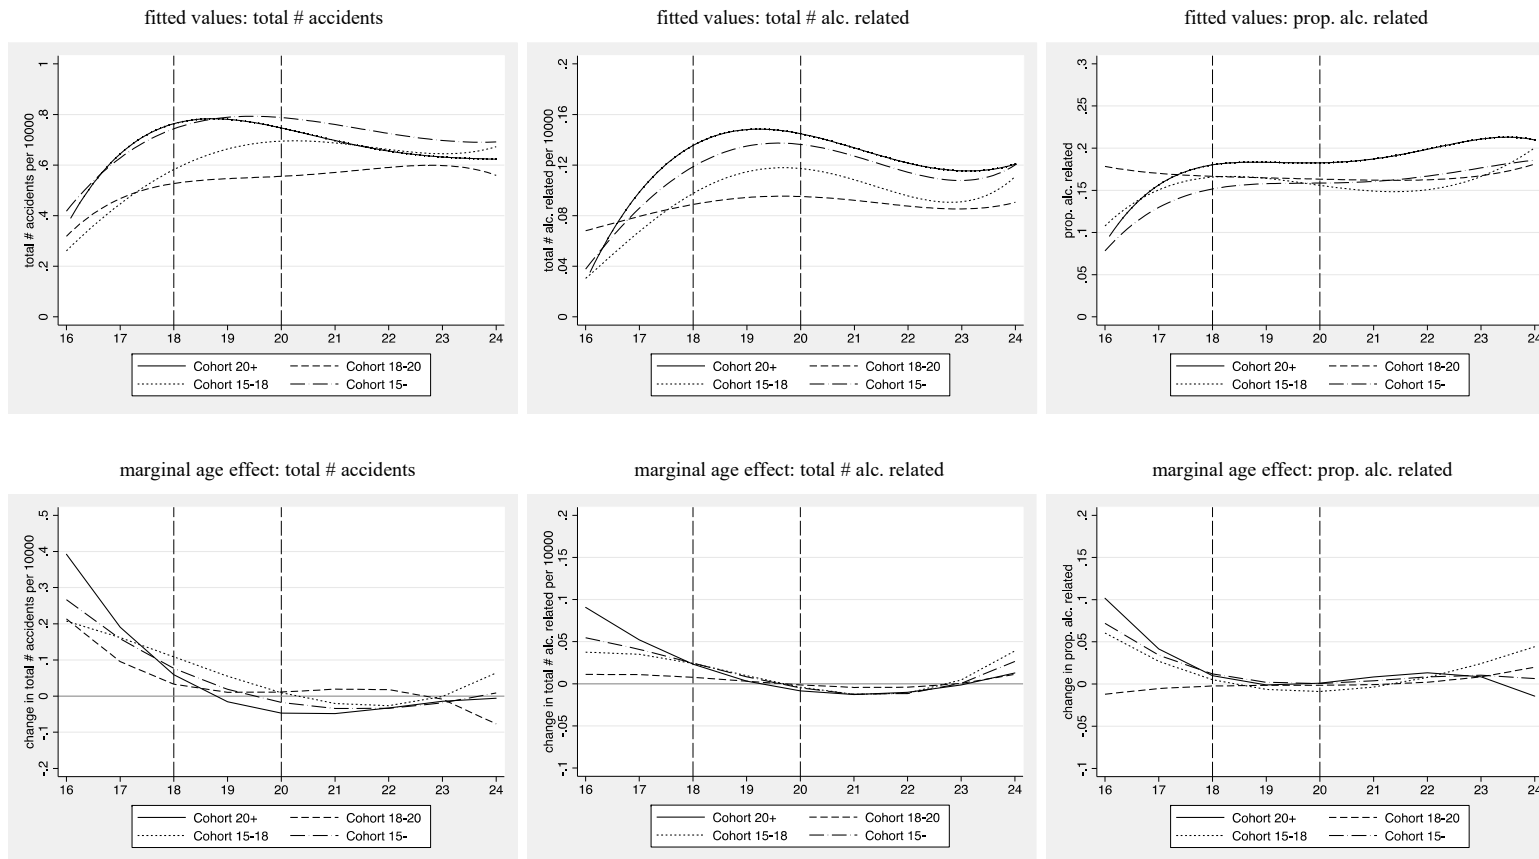 fitted values: total # accidents
fitted values: total # alc. related
fitted values: prop. alc. related
total # accidents per 10000
0 .2 .4 .6 .8 1
16 17 18 19 20 21 22 23 24
Cohort 20+ Cohort 18-20
Cohort 15-18 Cohort 15-
total # alc. related per 10000
0 .04 .08 .12 .16 .2
16 17 18 19 20 21 22 23 24
Cohort 20+ Cohort 18-20
Cohort 15-18 Cohort 15-
prop. alc. related
0 .05 .1 .15 .2 .25 .3
16 17 18 19 20 21 22 23 24
Cohort 20+ Cohort 18-20
Cohort 15-18 Cohort 15-
marginal age effect: total # accidents
marginal age effect: total # alc. related
marginal age effect: prop. alc. related
change in total # accidents per 10000
-.2 -.1 0 .1 .2 .3 .4 .5
16 17 18 19 20 21 22 23 24
Cohort 20+ Cohort 18-20
Cohort 15-18 Cohort 15-
change in total # alc. related per 10000
-.1 -.05 0 .05 .1 .15 .2
16 17 18 19 20 21 22 23 24
Cohort 20+ Cohort 18-20
Cohort 15-18 Cohort 15-
change in prop. alc. related
-.1 -.05 0 .05 .1 .15 .2
16 17 18 19 20 21 22 23 24
Cohort 20+ Cohort 18-20
Cohort 15-18 Cohort 15-